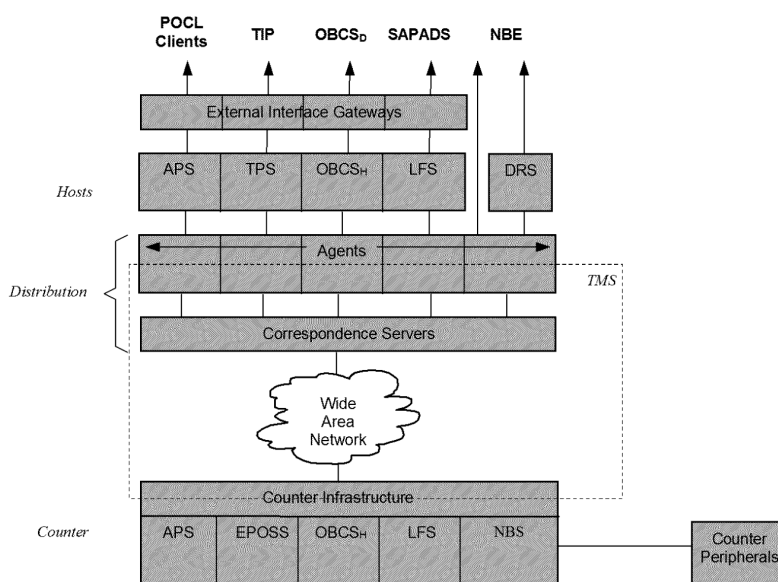 POCL
Clients
TIP
OBCSD
SAPADS
NBE
External Interface Gateways
Hosts
APS
TPS
OBCSH
LFS
DRS
Agents
Distribution
TMS
Correspondence Servers
Wide
Area
Network
Counter Infrastructure
Counter
APS
EPOSS
OBCSH
LFS
NBS
Counter
Peripherals